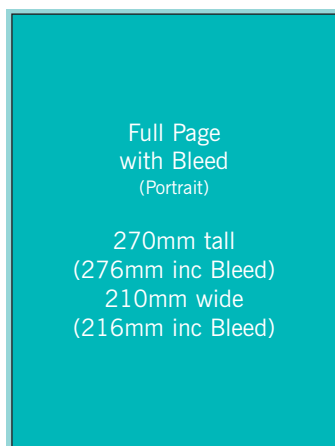 Full Page
with Bleed
(Portrait)
270mm tall
(276mm inc Bleed)
210mm wide
(216mm inc Bleed)